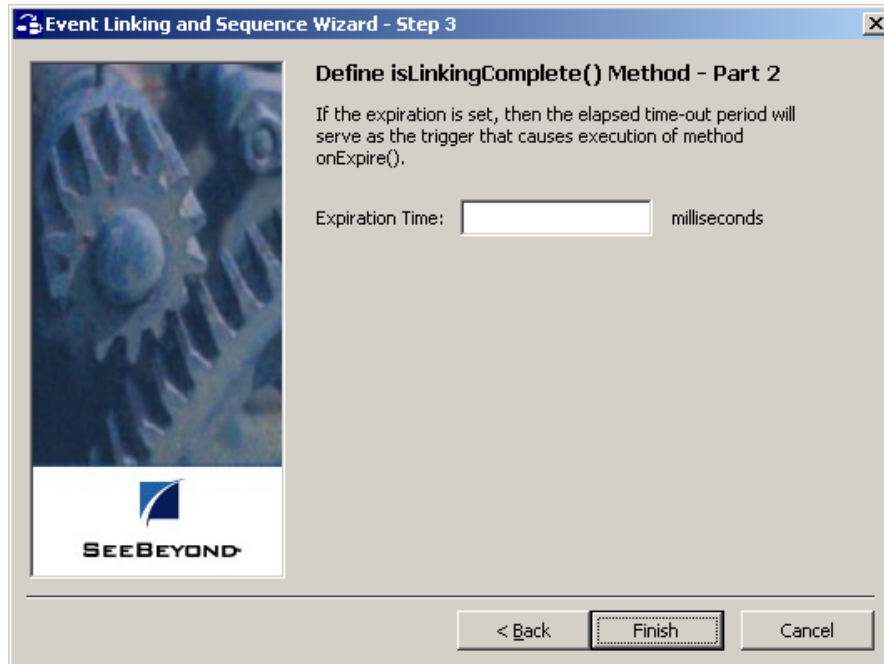 Event Linking and Sequence Wizard - Step 3
Define isLinkingComplete() Method - Part 2
If the expiration is set, then the elapsed time-out period will
serve as the trigger that causes execution of method
onExpire().
Expiration Time: milliseconds
SEEBEYOND
< Back Finish Cancel